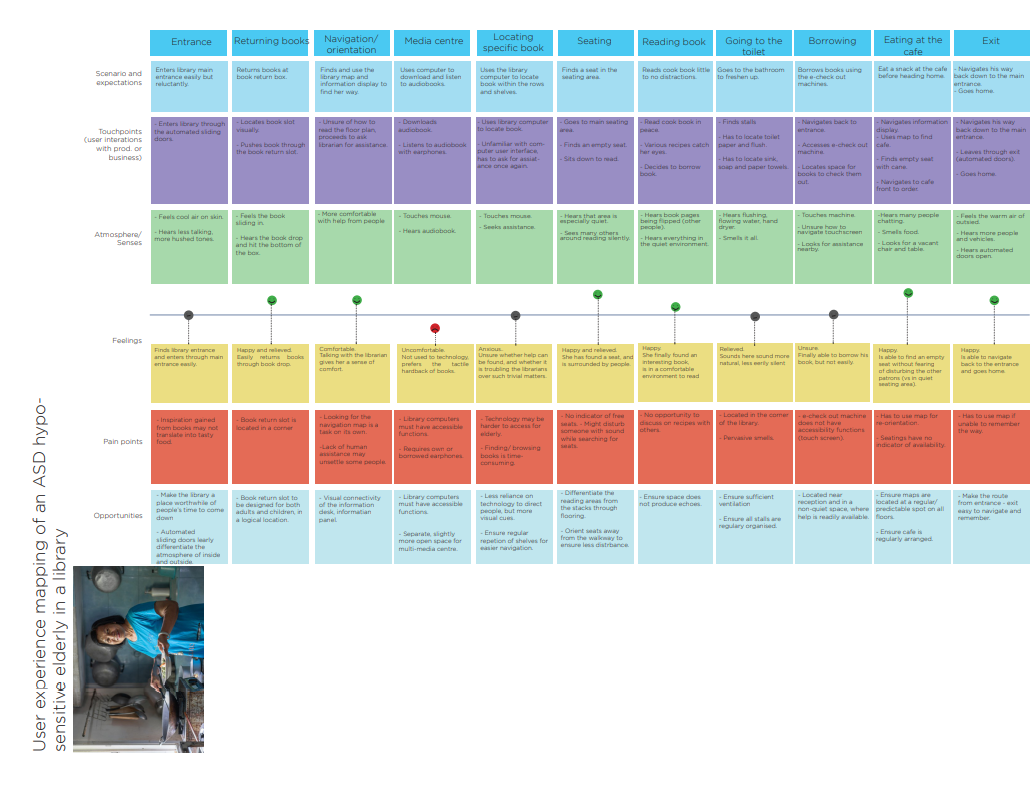 User experience mapping of an ASD hypo-
sensitive elderly in a library
Entrance
Returning books
Navigation/
orientation
Media centre
Locating
specific book
Seating
Reading book
Going to the
toilet
Borrowing
Eating at the
cafe
Exit
Scenario and
expectations
Enters library main
entrance easily but
reluctantly.
Returns books at
book return box.
Finds and use the
library map and
information display to
find her way.
Uses computer to
download and listen
to audiobooks.
Uses the library
computer to locate
book within the rows
and shelves.
Finds a seat in the
seating area.
Reads cook book little
to no distractions.
Goes to the bathroom
to freshen up.
Borrows books using
the e-check out
machines.
Eat a snack at the cafe
before heading home.
- Navigates his way
back down to the main
entrance.
- Goes home.
Touchpoints
(user interations
with prod. or
business)
- Enters library through
the automated sliding
doors.
- Locates book slot
visually.
- Pushes book through
the book return slot.
- Unsure of how to
read the floor plan,
proceeds to ask
librarian for assistance.
- Downloads
audiobook.
- Listens to audiobook
with earphones.
- Uses library computer
to locate book.
- Unfamiliar with com-
puter user interface,
has to ask for assiat-
ance once again.
- Goes to main seating
area.
- Finds an empty seat.
- Sits down to read.
- Read cook book in
peace.
- Various recipes catch
her eyes.
- Decides to borrow
book.
- Finds stalls
- Has to locate toilet
paper and flush.
- Has to locate sink,
soap and paper towels.
- Navigates back to
entrance.
- Accesses e-check out
machine.
- Locates space for
books to check them
out.
- Navigates information
display
- Uses map to find
cafe.
- Finds empty seat
with cane.
- Navigates to cafe
front to order.
- Navigates his way
back down to the main
entrance.
- Leaves through exit
(automated doors).
- Goes home.
Atmosphere/
Senses
- Feels cool air on skin.
- Hears less talking,
more hushed tones.
- Feels the book
sliding in.
- Hears the book drop
and hit the bottom of
the box.
- More comfortable
with help from people
- Touches mouse.
- Hears audiobook.
- Touches mouse.
- Seeks assistance.
- Hears that area is
especially quiet.
- Sees many others
around reading silently.
- Hears book pages
being flipped (other
people).
- Hears everything in
the quiet environment.
- Hears flushing,
flowing water, hand
dryer.
- Smells it all.
- Touches machine.
- Unsure how to
navigate touchscreen
- Looks for assistance
nearby.
- Hears many people
chatting.
- Smells food.
- Looks for a vacant
chair and table.
- Feels the warm air of
outsied.
- Hears more people
and vehicles.
- Hears automated
doors open.
Feelings
Finds library entrance
and enters through main
entrance easily.
Happy and relieved.
Easily returns books
through book drop.
Comfortable.
Talking with the librarian
gives her a sense of
comfort.
Uncomfortable.
Not used to technology,
prefers the tactile
hardback of books.
Anxious.
Unsure whether help can
be found, and whether it
is troubling the librarians
over such trivial matters.
Happy and relieved.
She has found a seat, and
is surrounded by people.
Happy.
She finally found an
interesting book,
is in a comfortable
environment to read
Relieved.
Sounds here sound more
natural, less eerily silent
Unsure.
Finally able to borrow his
book, but not easily.
Happy.
Is able to find an empty
seat without fearing
of disturbing the other
patrons (vs in quiet
seating area).
Happy.
Is able to navigate
back to the entrance
and goes home.
Pain points
- Inspiration gained
from books may not
translate into tasty
food.
- Book return slot is
located in a corner
- Looking for the
navigation map is a
task on its own.
-Lack of human
assistance may
unsettle some people
- Library computers
must have accessible
functions.
- Requires own or
borrowed earphones.
- Technology may be
harder to access for
elderly.
- Finding/ browsing
books is time-
consuming.
- No indicator of free
seats. - Might disturb
someone with sound
while searching for
seats.
- No opportunity to
discuss on recipes with
others.
- Located in the corner
of the library.
- Pervasive smells.
- e-check out machine
does not have
accessibility functions
(touch screen).
- Has to use map for
re-orientation.
- Seatings have no
indicator of availability.
- Has to use map if
unable to remember
the way.
Opportunities
- Make the library a
place worthwhile of
people's time to come
down
- Automated
sliding doors learly
differentiate the
atmosphere of inside
and outside.
- Book return slot to
be designed for both
adults and children, in
a logical location.
- Visual connectivity
of the information
desk, information
panel.
- Library computers
must have accessible
functions.
- Separate, slightly
more open space for
multi-media centre.
- Less reliance on
technology to direct
people, but more
visual cues.
- Ensure regular
repetion of shelves for
easier navigation.
- Differentiate the
reading areas from
the stacks through
flooring.
- Orient seats away
from the walkway to
ensure less distrbance.
- Ensure space does
not produce echoes.
- Ensure sufficient
ventilation
- Ensure all stalls are
regulary organised.
- Located near
reception and in a
non-quiet space, where
help is readily available.
- Ensure maps are
located at a regular/
predictable spot on all
floors.
- Ensure cafe is
regularly arranged.
- Make the route
from entrance - exit
easy to navigate and
remember.